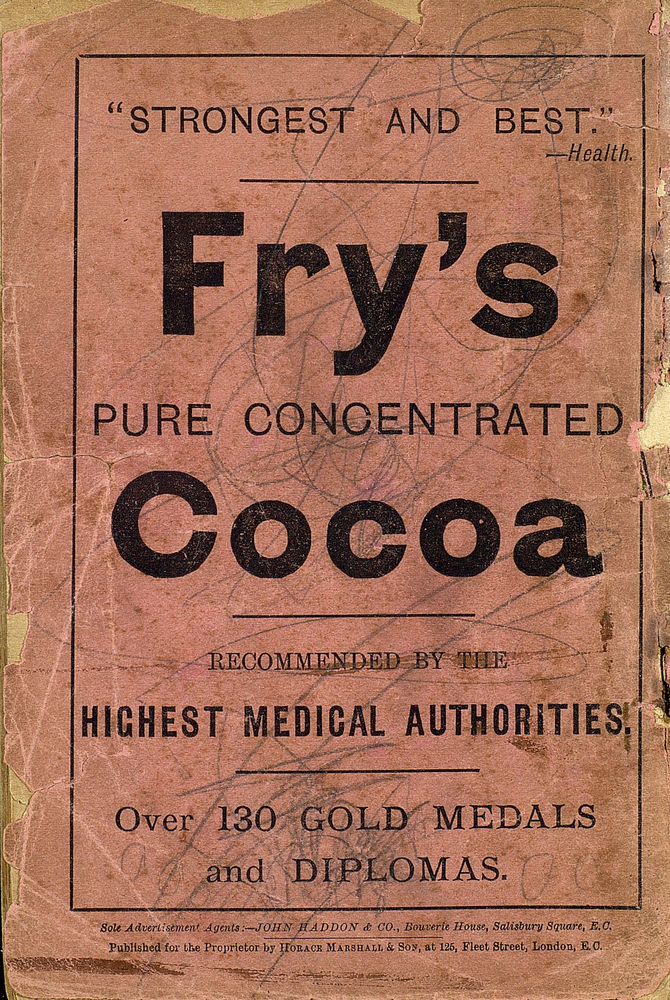 “STRONGEST AND BEST.”
—Health.
Fry’s
PURE CONCENTRATED
Cocoa
RECOMMENDED BY THE
HIGHEST MEDICAL AUTHORITIES.
Over 130 GOLD MEDALS
and DIPLOMAS.
Sole Advertisement Agents:—JOHN HADDON & CO., Bouverie House, Salisbury Square, E.C.
Published for the Proprietor by HORACE MARSHALL & SON, at 125, Fleet Street, London, E.C.